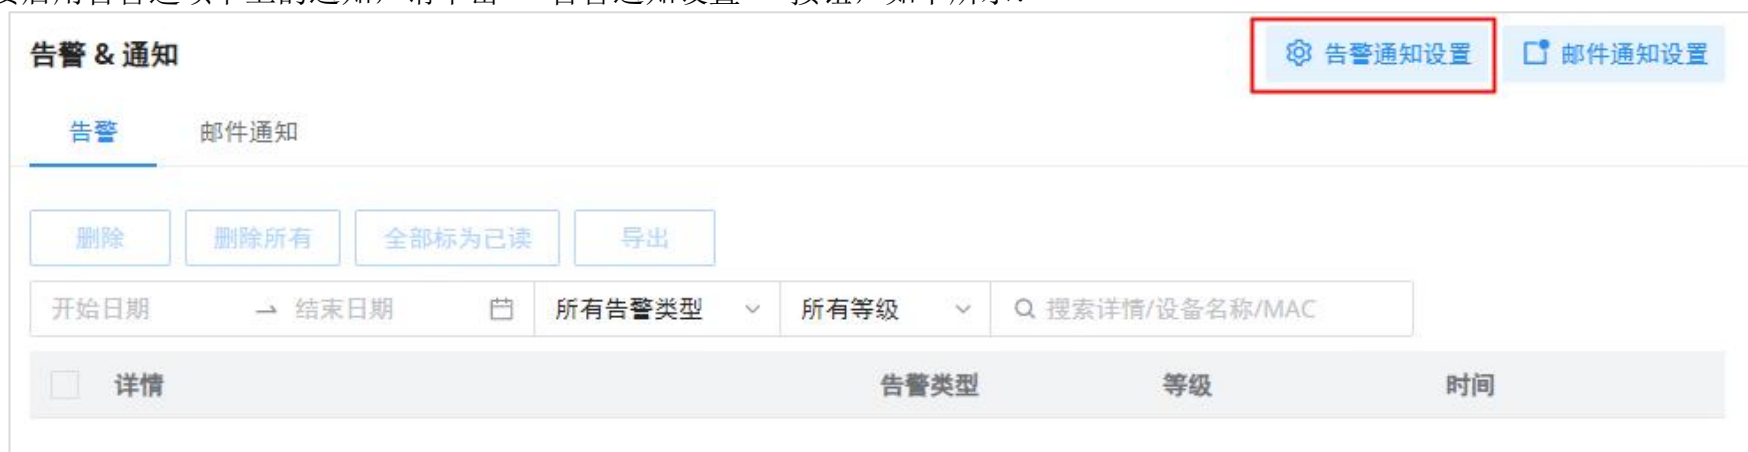 告警 & 通知
告警通知设置
邮件通知设置
告警 邮件通知
删除 删除所有 全部标为已读 导出
开始日期 → 结束日期 所有告警类型 所有等级 搜索详情/设备名称/MAC
详情 告警类型 等级 时间